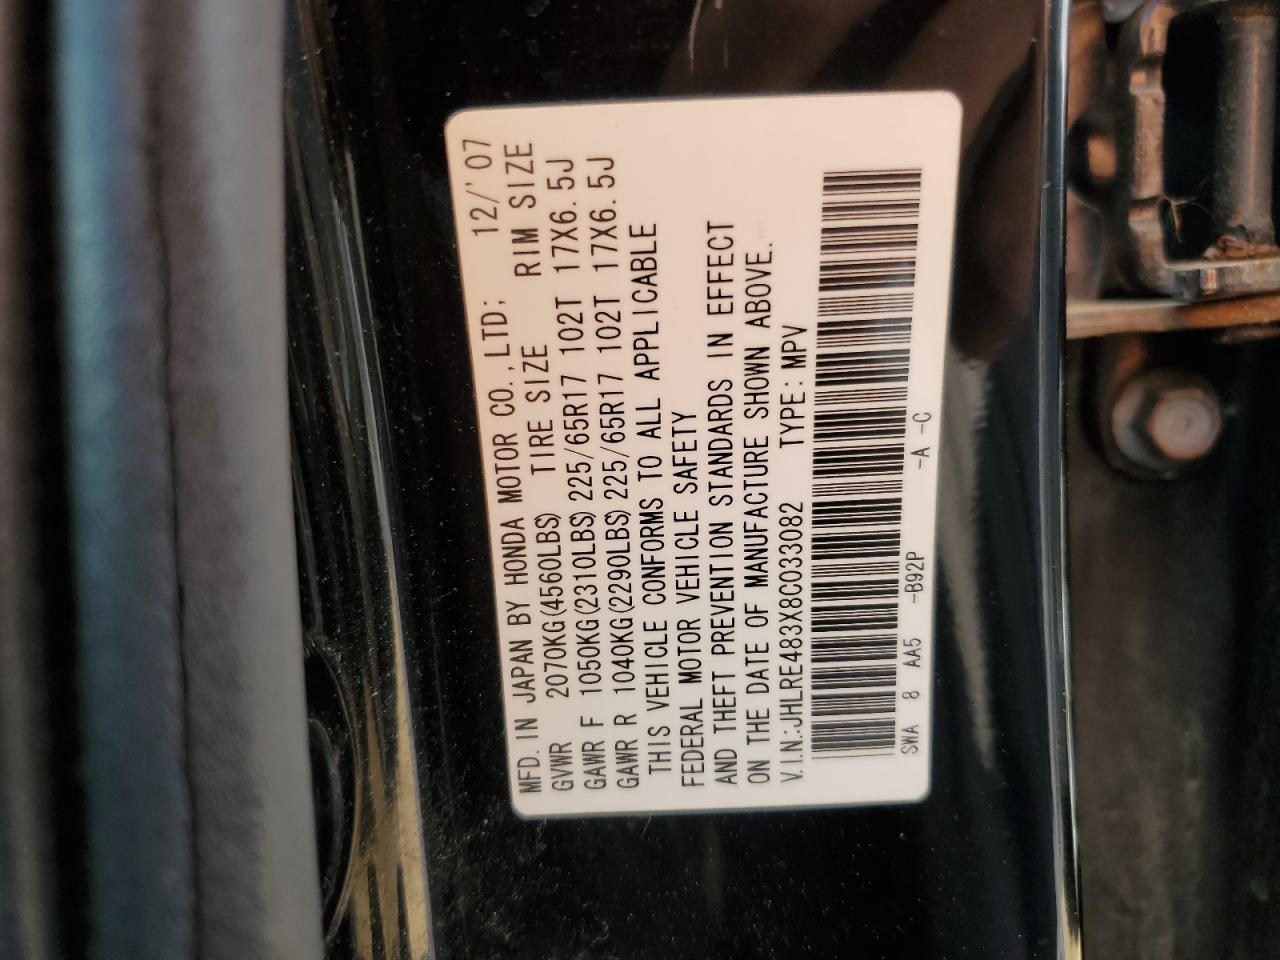 MFD. IN JAPAN BY HONDA MOTOR CO.,LTD; 12/'07
GVWR 2070KG(4560LBS) TIRE SIZE RIM SIZE
GAWR F 1050KG(2310LBS) 225/65R17 102T 17X6.5J
GAWR R 1040KG(2290LBS) 225/65R17 102T 17X6.5J
THIS VEHICLE CONFORMS TO ALL APPLICABLE
FEDERAL MOTOR VEHICLE SAFETY
AND THEFT PREVENTION STANDARDS IN EFFECT
ON THE DATE OF MANUFACTURE SHOWN ABOVE.
V.I.N.:JHLRE483X8C033082 TYPE:MPV
SWA 8 AA5 -B92P -A -C